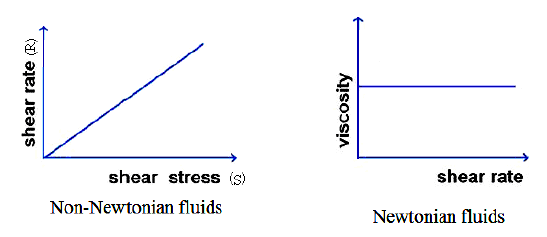 shear rate (R)
shear stress (S)
Non-Newtonian fluids
viscosity
shear rate
Newtonian fluids